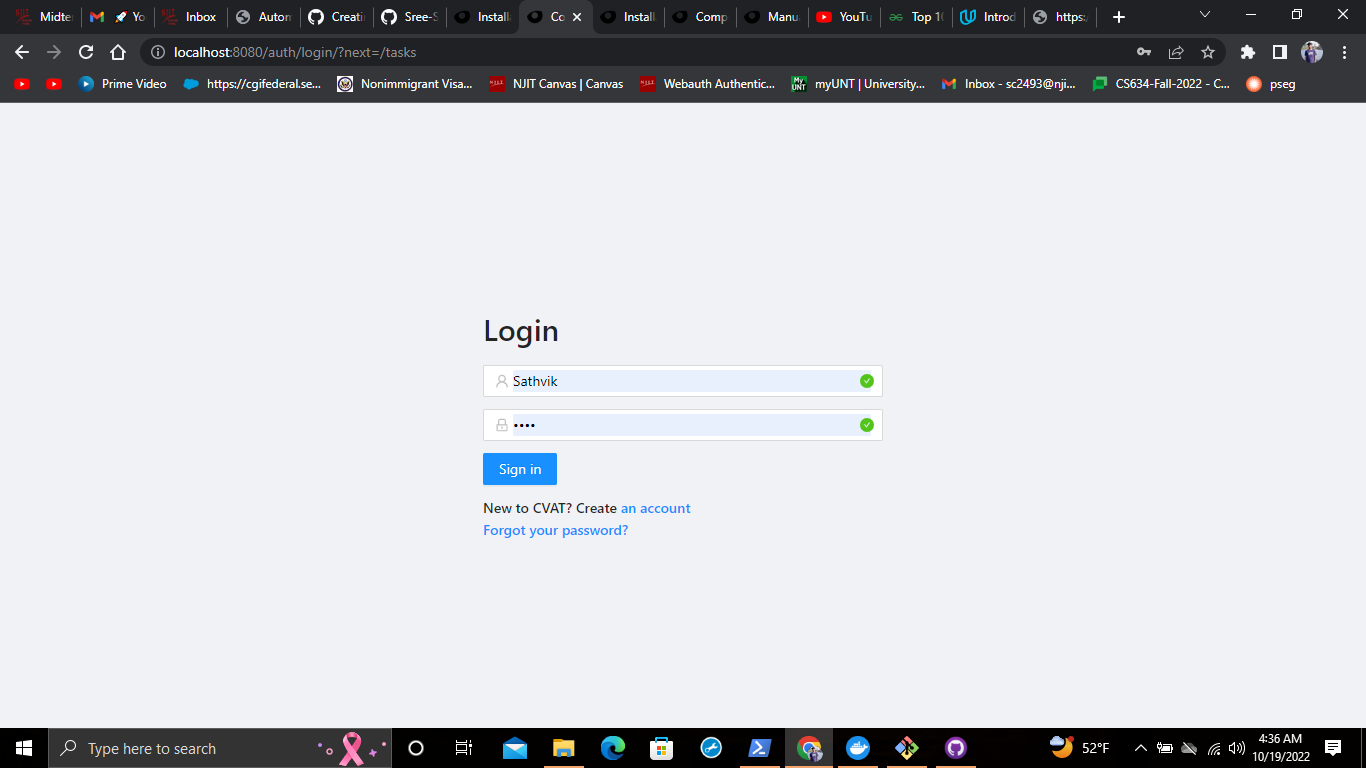 Midte
Yo
Inbox
Autom
Creati
Sree-S
Installa
Co
Install
Comp
Manu
YouTu
Top 10
Introd
https:
localhost:8080/auth/login/?next=/tasks
Prime Video
https://cgifederal.se...
Nonimmigrant Visa...
NJIT Canvas | Canvas
Webauth Authentic...
myUNT | University...
Inbox - sc2493@nji...
CS634-Fall-2022 - C...
pseg
Login
Sathvik
••••
Sign in
New to CVAT? Create an account
Forgot your password?
Type here to search
52°F
4:36 AM
10/19/2022